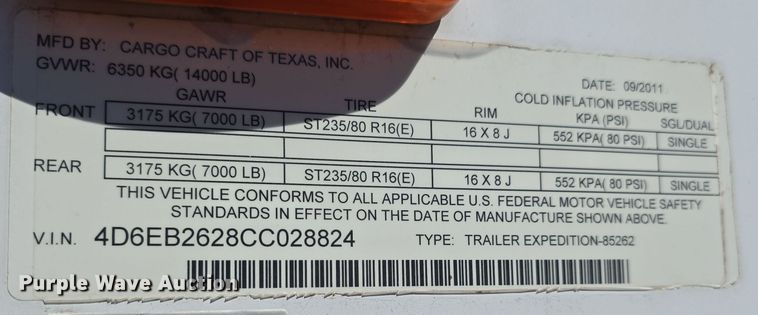 MFD BY: CARGO CRAFT OF TEXAS, INC.
GVWR: 6350 KG( 14000 LB)
DATE: 09/2011
GAWR TIRE RIM COLD INFLATION PRESSURE KPA (PSI) SGL/DUAL
FRONT 3175 KG( 7000 LB) ST235/80 R16(E) 16 X 8 J 552 KPA( 80 PSI) SINGLE
REAR 3175 KG( 7000 LB) ST235/80 R16(E) 16 X 8 J 552 KPA( 80 PSI) SINGLE
THIS VEHICLE CONFORMS TO ALL APPLICABLE U.S. FEDERAL MOTOR VEHICLE SAFETY
STANDARDS IN EFFECT ON THE DATE OF MANUFACTURE SHOWN ABOVE.
V.I.N. 4D6EB2628CC028824 TYPE: TRAILER EXPEDITION-85262
Purple Wave Auction